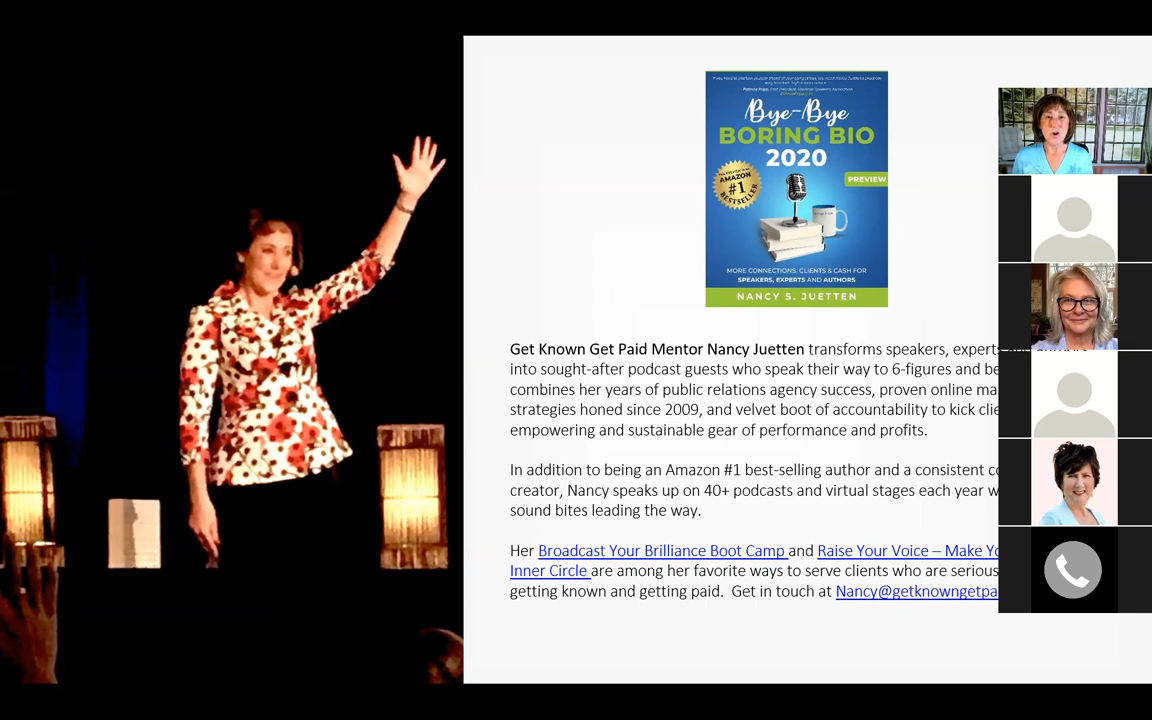 Bye-Bye
BORING BIO
2020
AMAZON
#1
BESTSELLER
PREVIEW
MORE CONNECTIONS, CLIENTS & CASH FOR
SPEAKERS, EXPERTS AND AUTHORS
NANCY S. JUETTEN
Get Known Get Paid Mentor Nancy Juetten transforms speakers, experts
into sought-after podcast guests who speak their way to 6-figures and
combines her years of public relations agency success, proven online
strategies honed since 2009, and velvet boot of accountability to kick
empowering and sustainable gear of performance and profits.
In addition to being an Amazon #1 best-selling author and a consistent
creator, Nancy speaks up on 40+ podcasts and virtual stages each year
sound bites leading the way.
Her Broadcast Your Brilliance Boot Camp and Raise Your Voice – Make
Inner Circle are among her favorite ways to serve clients who are serious
getting known and getting paid. Get in touch at Nancy@getknowngetpa